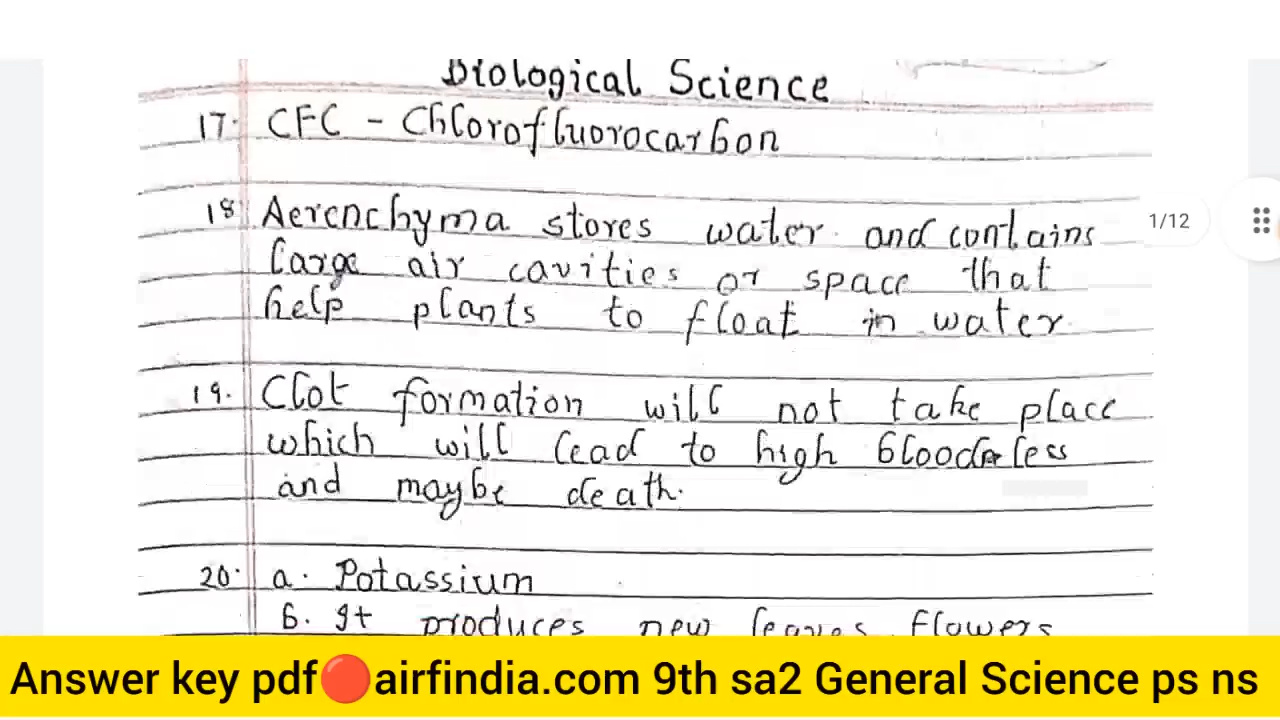 Biological Science
17. CFC - Chlorofluorocarbon
18. Aerenchyma stores water and contains
large air cavities or space that
help plants to float in water.
1/12
19. Clot formation will not take place
which will lead to high blood less
and maybe death.
20. a. Potassium
b. It produces new leaves flowers
Answer key pdf🔴airfindia.com 9th sa2 General Science ps ns